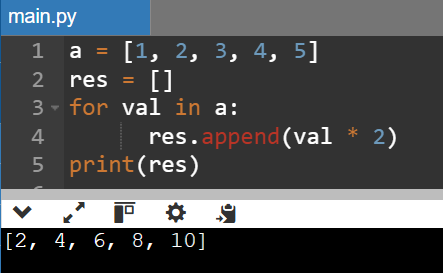 main.py
1 a = [1, 2, 3, 4, 5]
2 res = []
3 for val in a:
4 res.append(val * 2)
5 print(res)
[2, 4, 6, 8, 10]